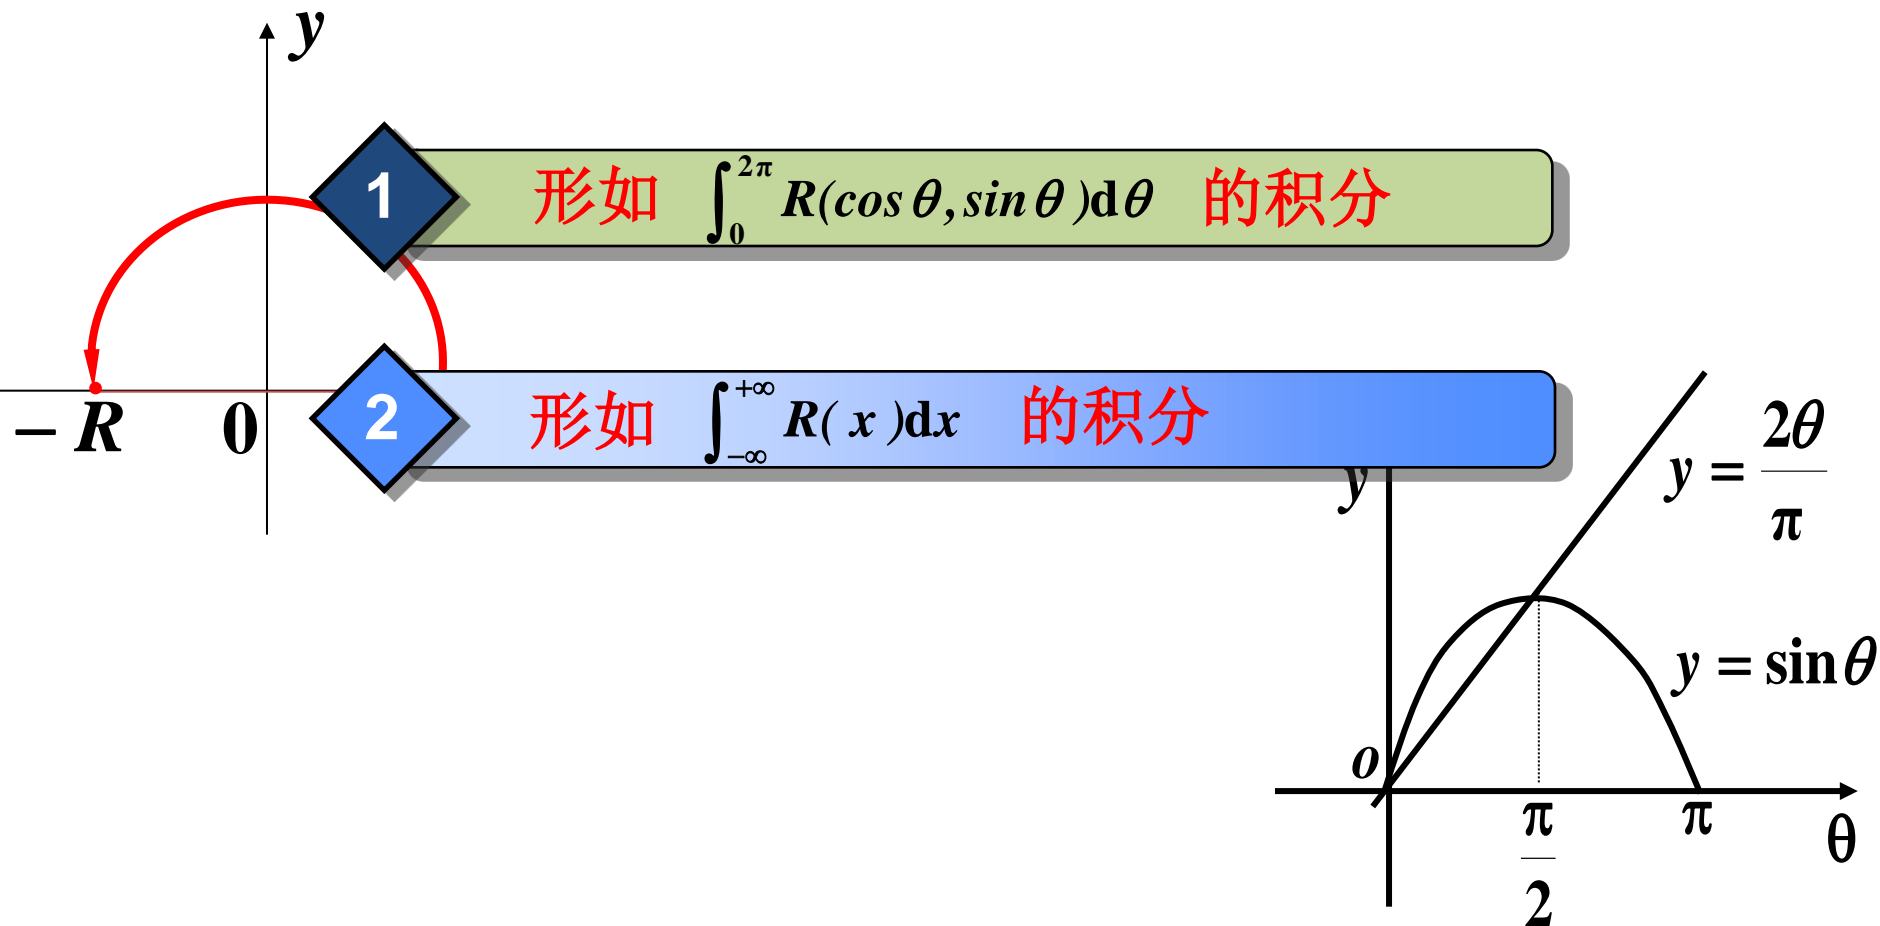 y
1 形如 ∫₀^{2π} R(cos θ, sin θ)dθ 的积分
2 形如 ∫_{−∞}^{+∞} R(x)dx 的积分
− R 0
y
y = 2θ/π
y = sin θ
o
π/2 π θ